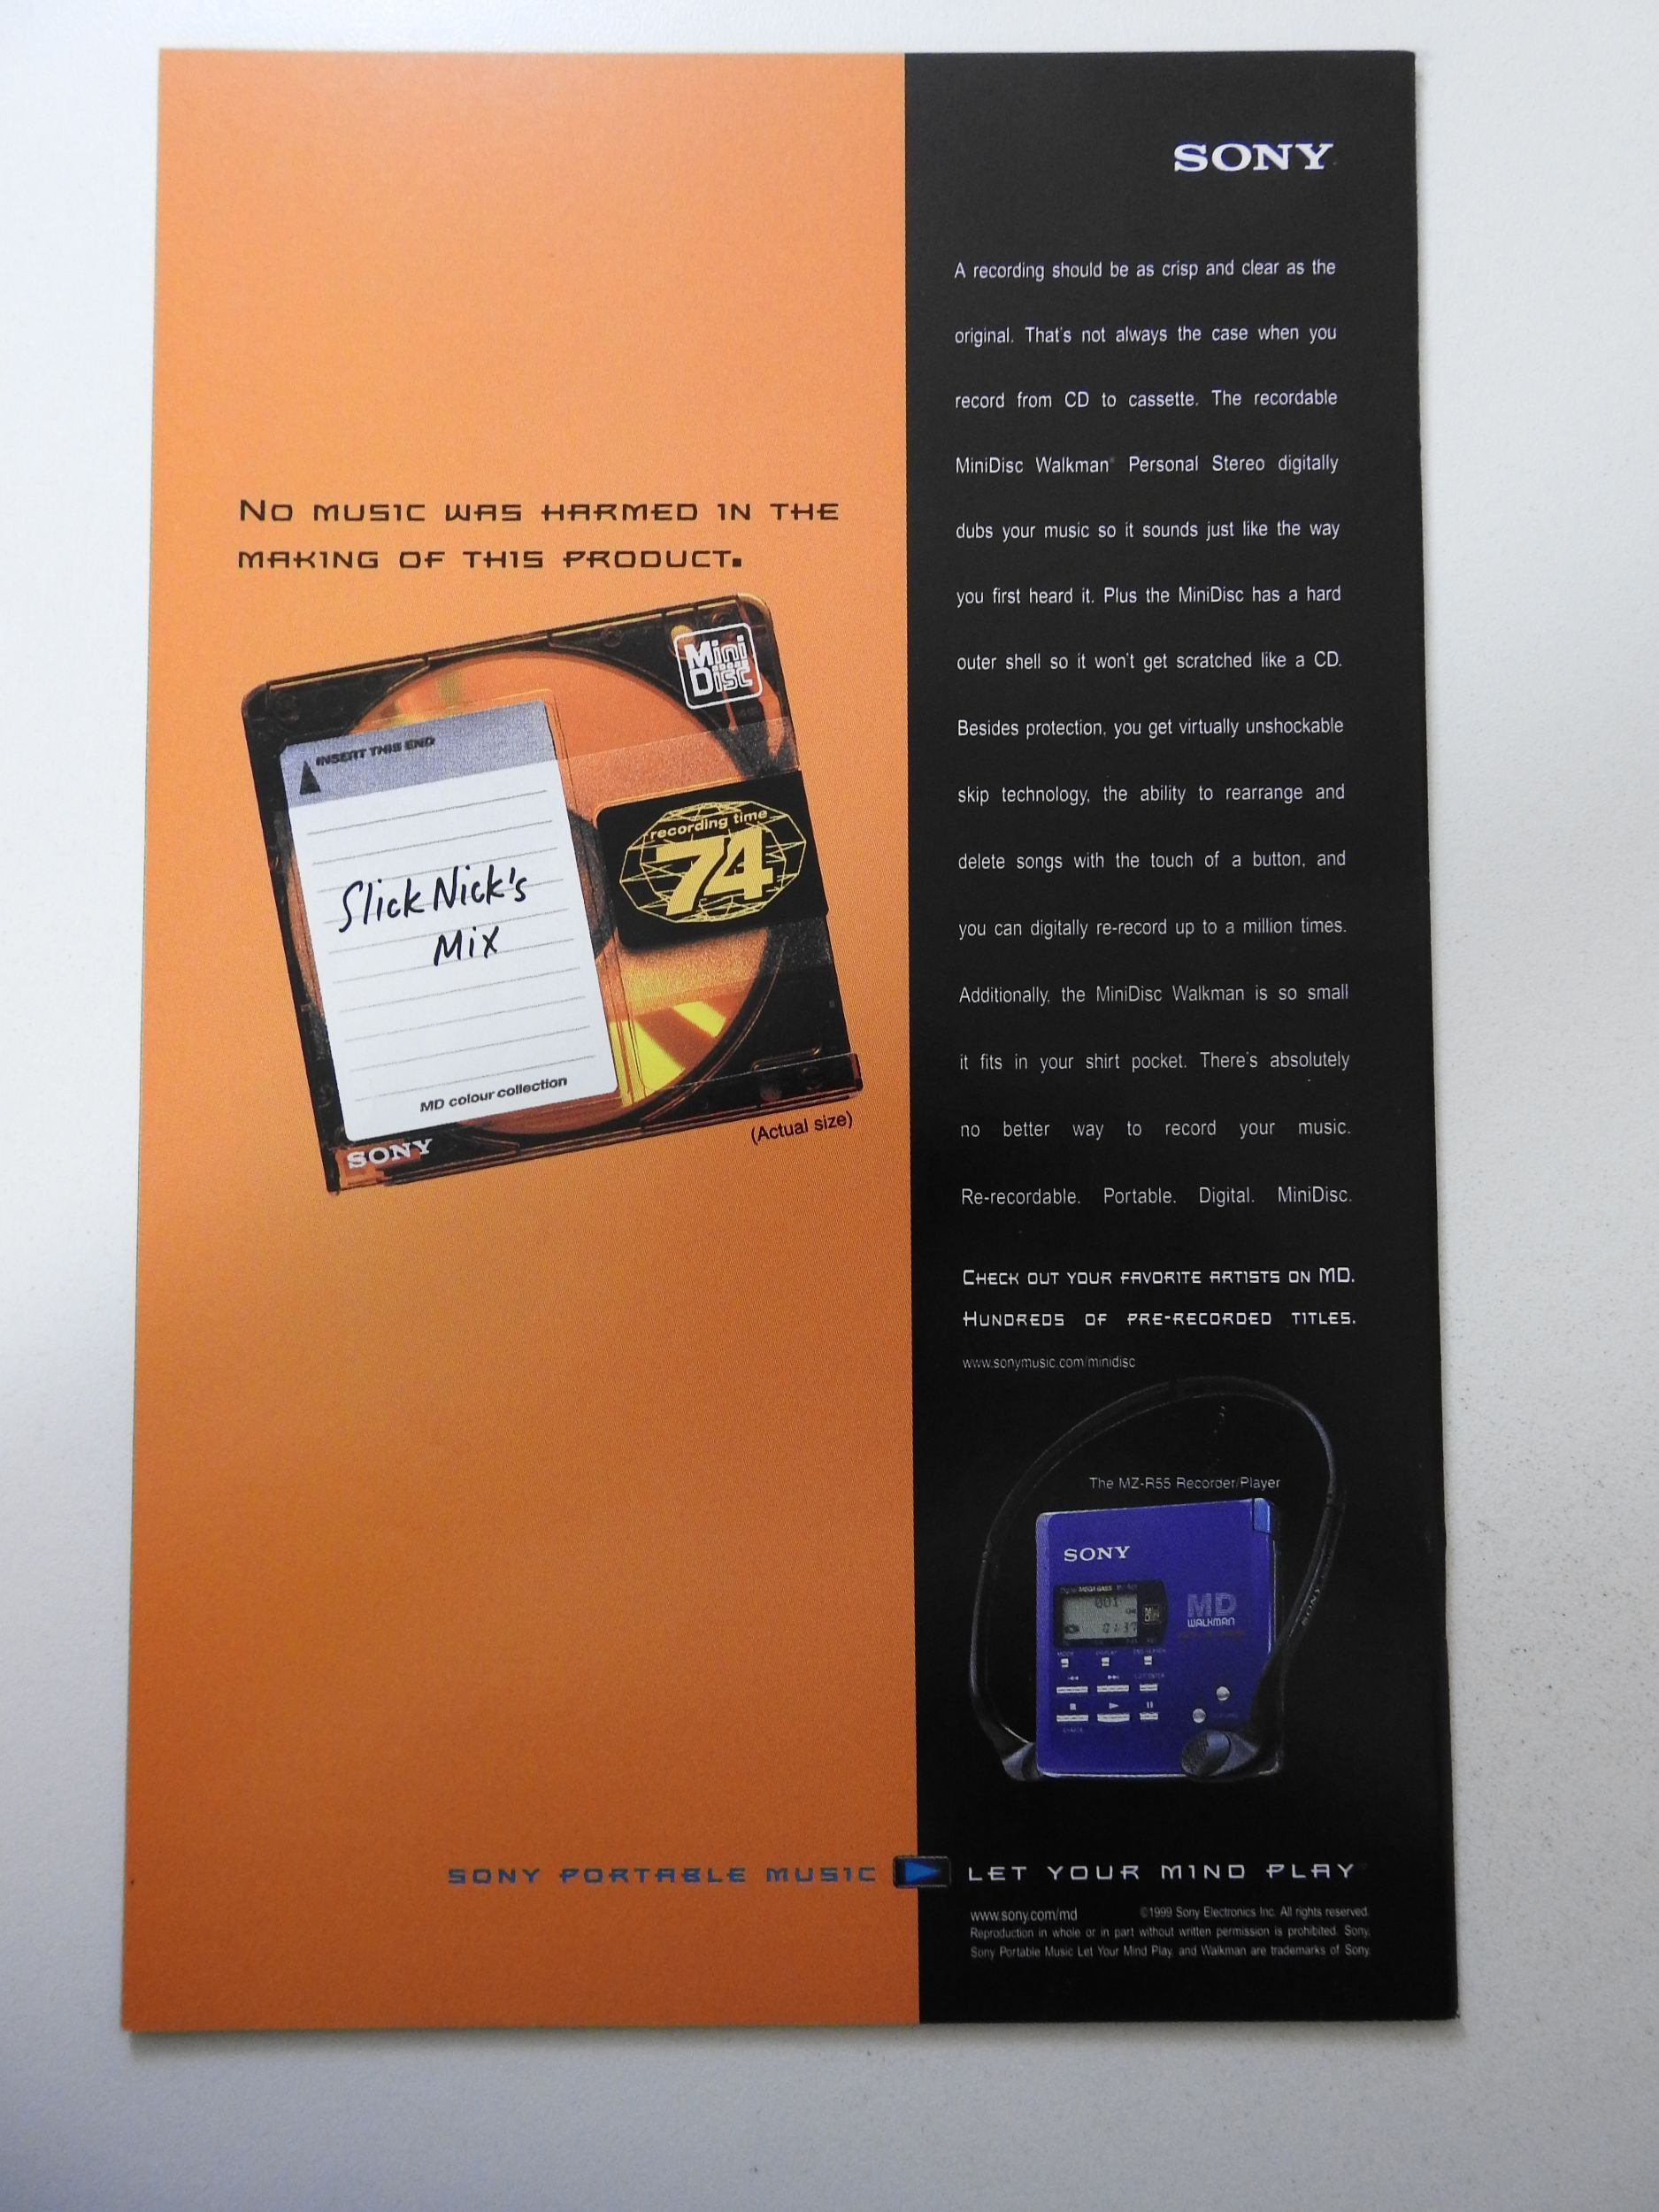 No music was harmed in the
making of this product.
Mini
Disc
INSERT THIS END
recording time
74
Slick Nick's
Mix
MD colour collection
SONY
(Actual size)
SONY
A recording should be as crisp and clear as the
original. That's not always the case when you
record from CD to cassette. The recordable
MiniDisc Walkman® Personal Stereo digitally
dubs your music so it sounds just like the way
you first heard it. Plus the MiniDisc has a hard
outer shell so it won't get scratched like a CD.
Besides protection, you get virtually unshockable
skip technology, the ability to rearrange and
delete songs with the touch of a button, and
you can digitally re-record up to a million times.
Additionally, the MiniDisc Walkman is so small
it fits in your shirt pocket. There's absolutely
no better way to record your music.
Re-recordable. Portable. Digital. MiniDisc.
Check out your favorite artists on MD.
Hundreds of pre-recorded titles.
www.sonymusic.com/minidisc
The MZ-R55 Recorder/Player
SONY
Digital MEGA BASS
001
01:37
MD
WALKMAN
SONY
SONY PORTABLE MUSIC LET YOUR MIND PLAY
www.sony.com/md ©1999 Sony Electronics Inc. All rights reserved.
Reproduction in whole or in part without written permission is prohibited. Sony,
Sony Portable Music Let Your Mind Play, and Walkman are trademarks of Sony.